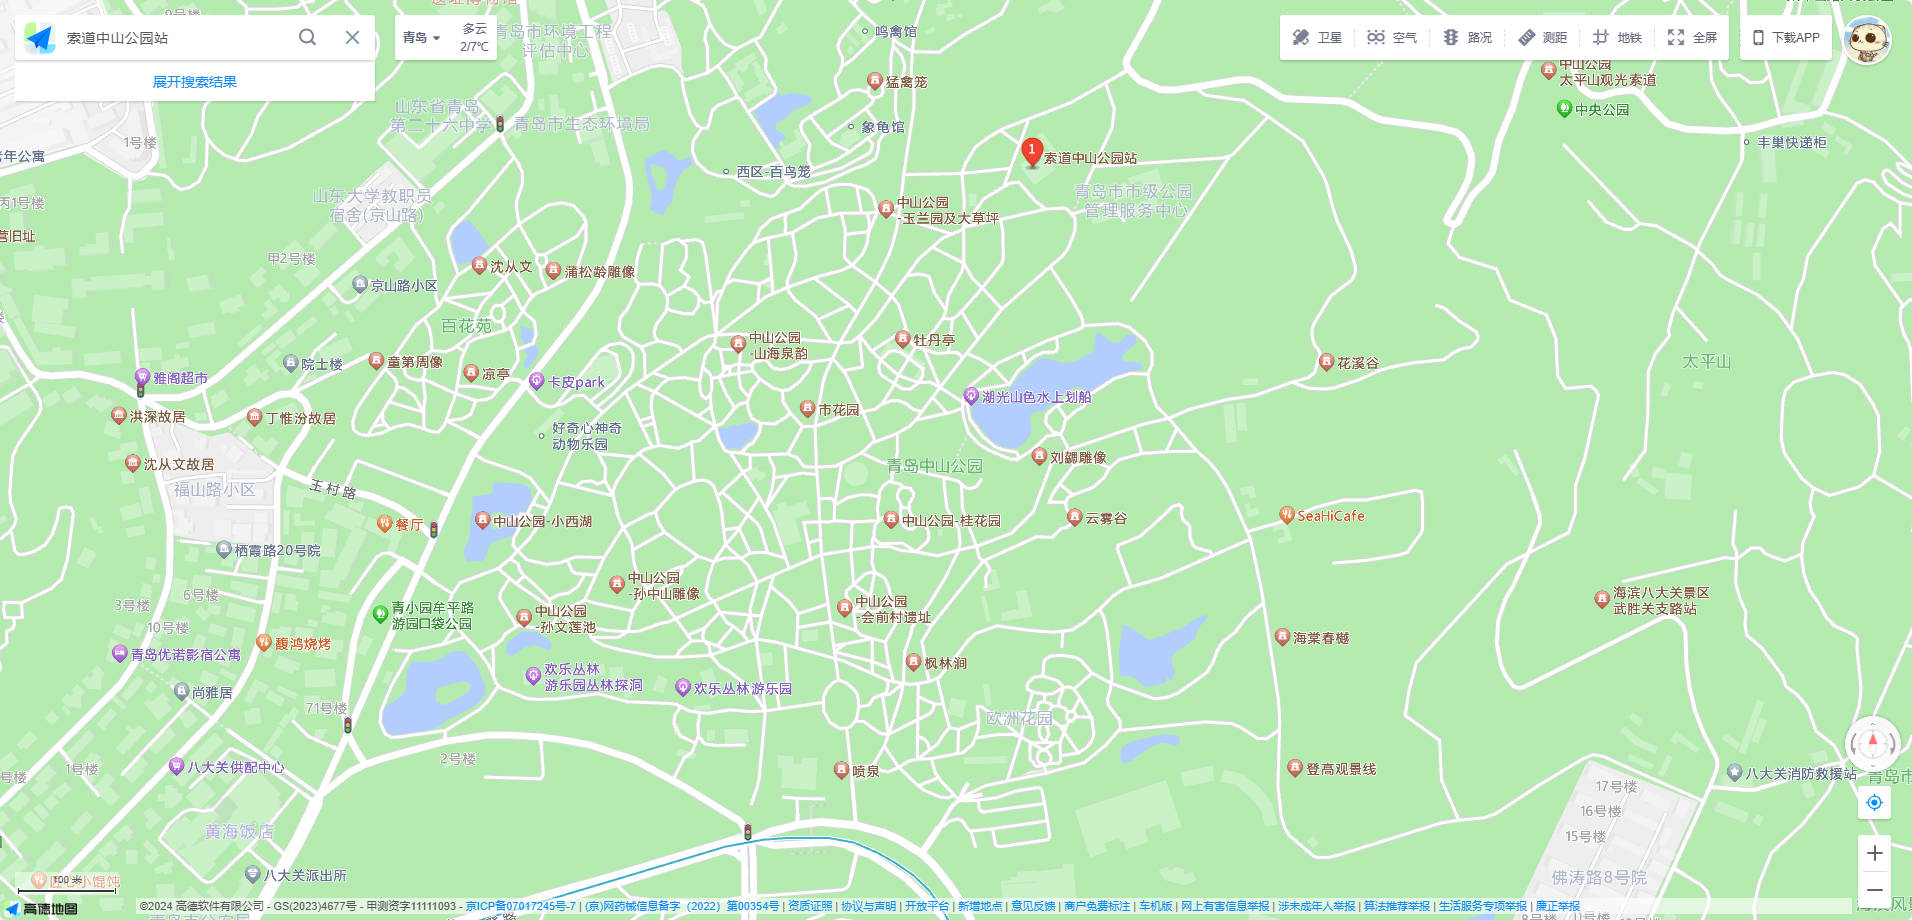 索道中山公园站
展开搜索结果
青岛
多云
2/7℃
卫星
空气
路况
测距
地铁
全屏
下载APP
青岛市环境工程
评估中心
鸣禽馆
猛禽笼
中山公园
太平山观光索道
中央公园
丰巢快递柜
山东省青岛
第二十六中学
青岛市生态环境局
象龟馆
1号楼
年公寓
索道中山公园站
1
西区-百鸟笼
青岛市市级公园
管理服务中心
山东大学教职员
宿舍(京山路)
丙1号楼
中山公园
-玉兰园及大草坪
营旧址
甲2号楼
沈从文
蒲松龄雕像
京山路小区
百花苑
中山公园
-山海泉韵
牡丹亭
院士楼
童第周像
凉亭
卡皮park
花溪谷
太平山
雅阁超市
湖光山色水上划船
洪深故居
丁惟汾故居
市花园
好奇心神奇
动物乐园
沈从文故居
青岛中山公园
刘勰雕像
福山路小区
王村路
餐厅
中山公园-小西湖
中山公园-桂花园
云雾谷
SeaHiCafe
栖霞路20号院
中山公园
-孙中山雕像
6号楼
3号楼
青小园牟平路
游园口袋公园
中山公园
-孙文莲池
中山公园
-会前村遗址
海滨八大关景区
武胜关支路站
10号楼
馥鸿烧烤
海棠春樾
青岛优诺影宿公寓
枫林涧
欢乐丛林
游乐园丛林探洞
欢乐丛林游乐园
尚雅居
71号楼
欧洲花园
2号楼
八大关供配中心
1号楼
号楼
喷泉
登高观景线
八大关消防救援站
青岛市
17号楼
16号楼
15号楼
黄海饭店
八大关派出所
佛涛路8号院
100 米
高德地图
©2024 高德软件有限公司 - GS(2023)4677号 - 甲测资字11111093 - 京ICP备07017245号-7 | (京)网药械信息备字（2022）第00354号 | 资质证照 | 协议与声明 | 开放平台 | 新增地点 | 意见反馈 | 商户免费标注 | 车机版 | 网上有害信息举报 | 涉未成年人举报 | 算法推荐举报 | 生活服务专项举报 | 廉正举报